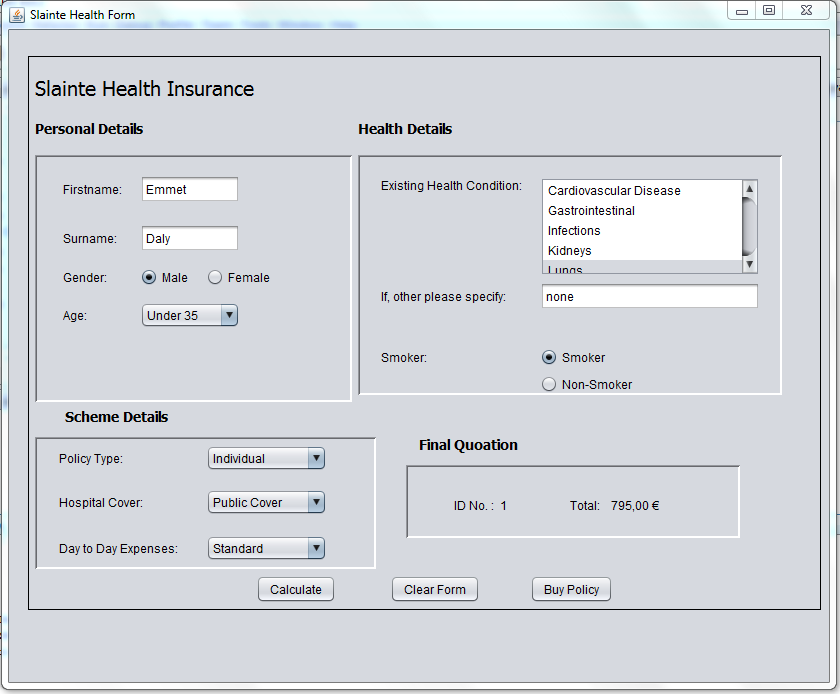 Slainte Health Form
Slainte Health Insurance
Personal Details
Firstname: Emmet
Surname: Daly
Gender: Male Female
Age: Under 35
Health Details
Existing Health Condition: Cardiovascular Disease
Gastrointestinal
Infections
Kidneys
Lungs
If, other please specify: none
Smoker: Smoker
Non-Smoker
Scheme Details
Policy Type: Individual
Hospital Cover: Public Cover
Day to Day Expenses: Standard
Final Quoation
ID No. : 1 Total: 795,00 €
Calculate Clear Form Buy Policy